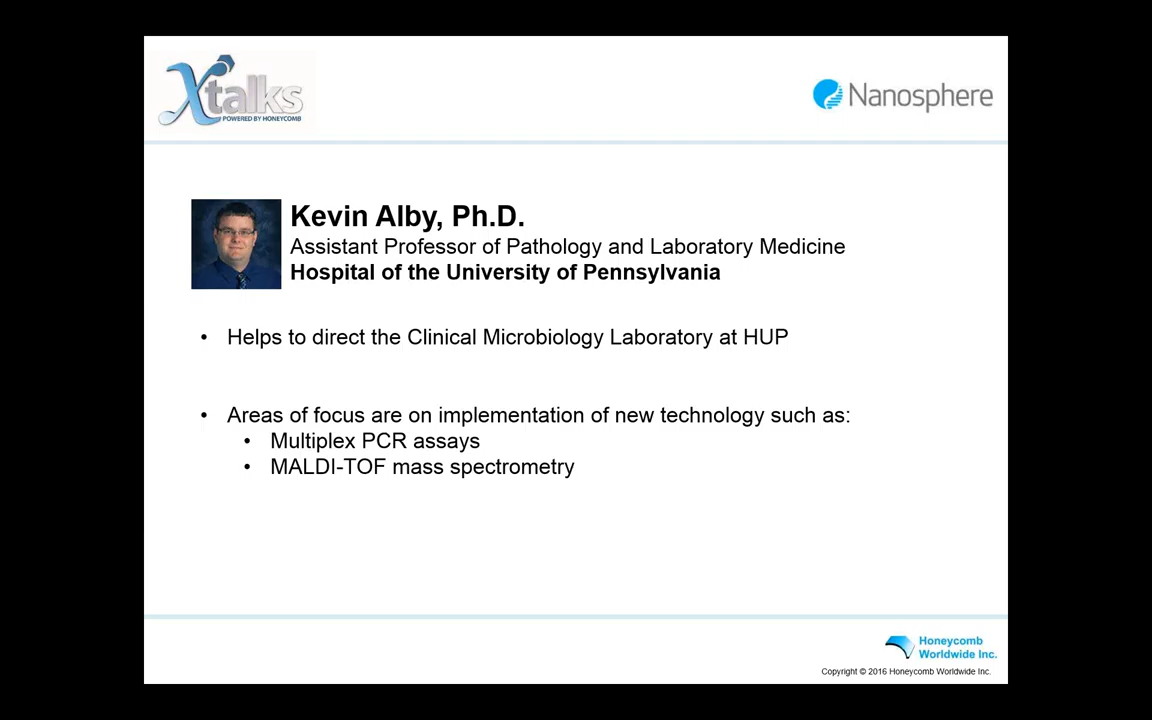 Xtalks
POWERED BY HONEYCOMB
Nanosphere
Kevin Alby, Ph.D.
Assistant Professor of Pathology and Laboratory Medicine
Hospital of the University of Pennsylvania
• Helps to direct the Clinical Microbiology Laboratory at HUP
• Areas of focus are on implementation of new technology such as:
• Multiplex PCR assays
• MALDI-TOF mass spectrometry
Honeycomb
Worldwide Inc.
Copyright © 2016 Honeycomb Worldwide Inc.